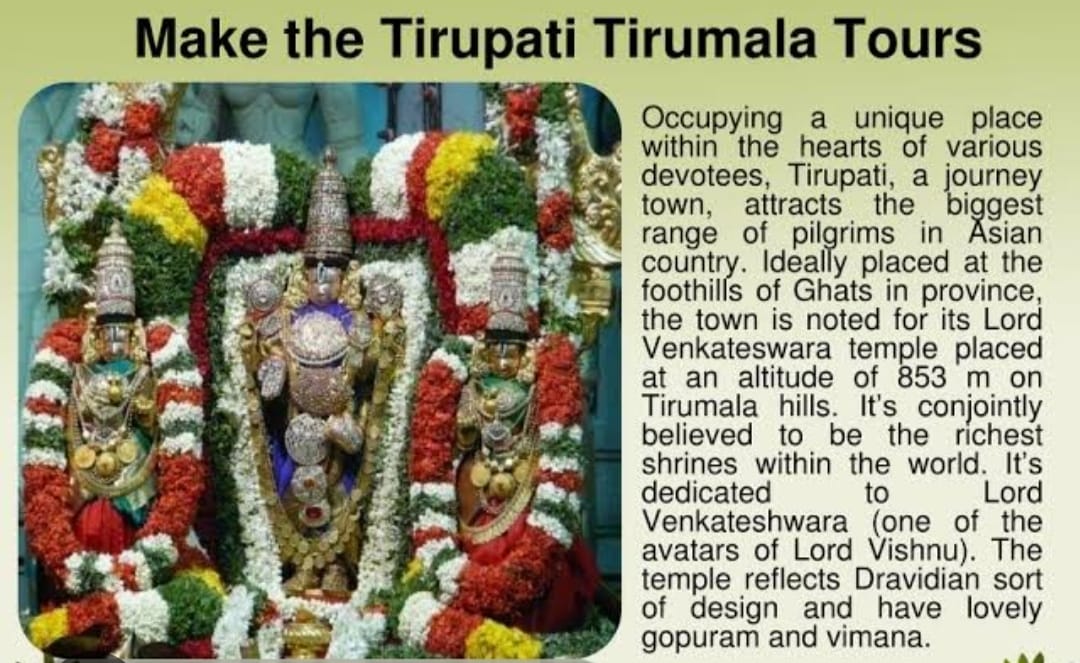 Make the Tirupati Tirumala Tours
Occupying a unique place
within the hearts of various
devotees, Tirupati, a journey
town, attracts the biggest
range of pilgrims in Asian
country. Ideally placed at the
foothills of Ghats in province,
the town is noted for its Lord
Venkateswara temple placed
at an altitude of 853 m on
Tirumala hills. It's conjointly
believed to be the richest
shrines within the world. It's
dedicated to Lord
Venkateshwara (one of the
avatars of Lord Vishnu). The
temple reflects Dravidian sort
of design and have lovely
gopuram and vimana.